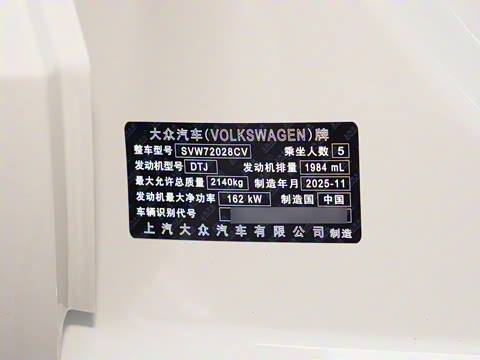 大众汽车(VOLKSWAGEN)牌
整车型号 SVW72028CV 乘坐人数 5
发动机型号 DTJ 发动机排量 1984 mL
最大允许总质量 2140kg 制造年月 2025-11
发动机最大净功率 162 kW 制造国 中国
车辆识别代号
上汽大众汽车有限公司 制造